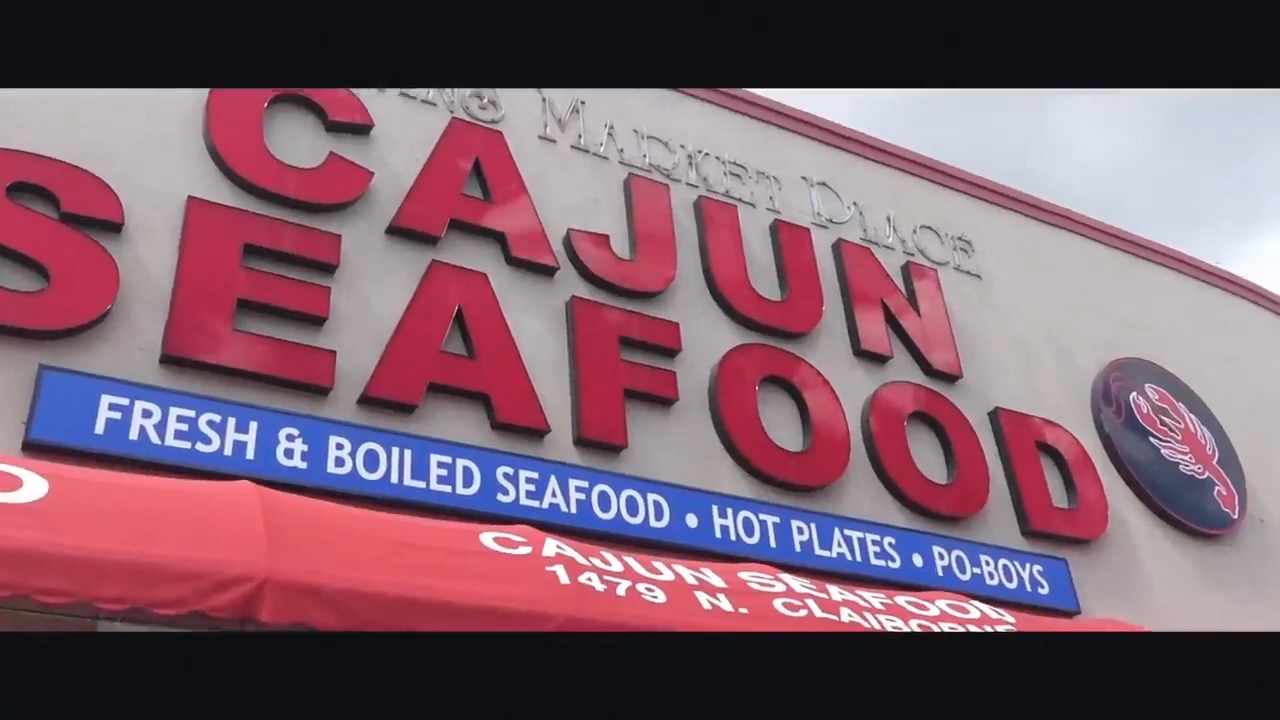 MARKET PLACE
CAJUN
SEAFOOD
FRESH & BOILED SEAFOOD • HOT PLATES • PO-BOYS
CAJUN SEAFOOD
1479 N. CLAIBORNE